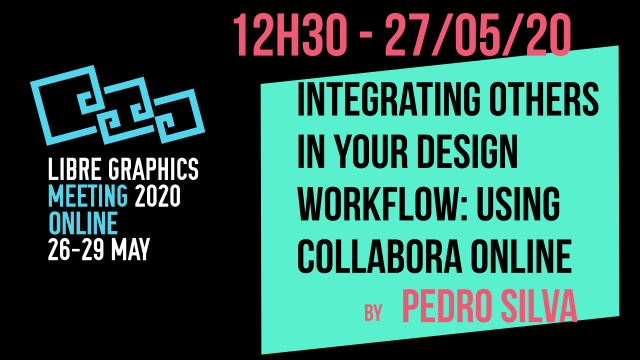 12H30 - 27/05/20
LIBRE GRAPHICS
MEETING 2020
ONLINE
26-29 MAY
INTEGRATING OTHERS
IN YOUR DESIGN
WORKFLOW: USING
COLLABORA ONLINE
BY PEDRO SILVA